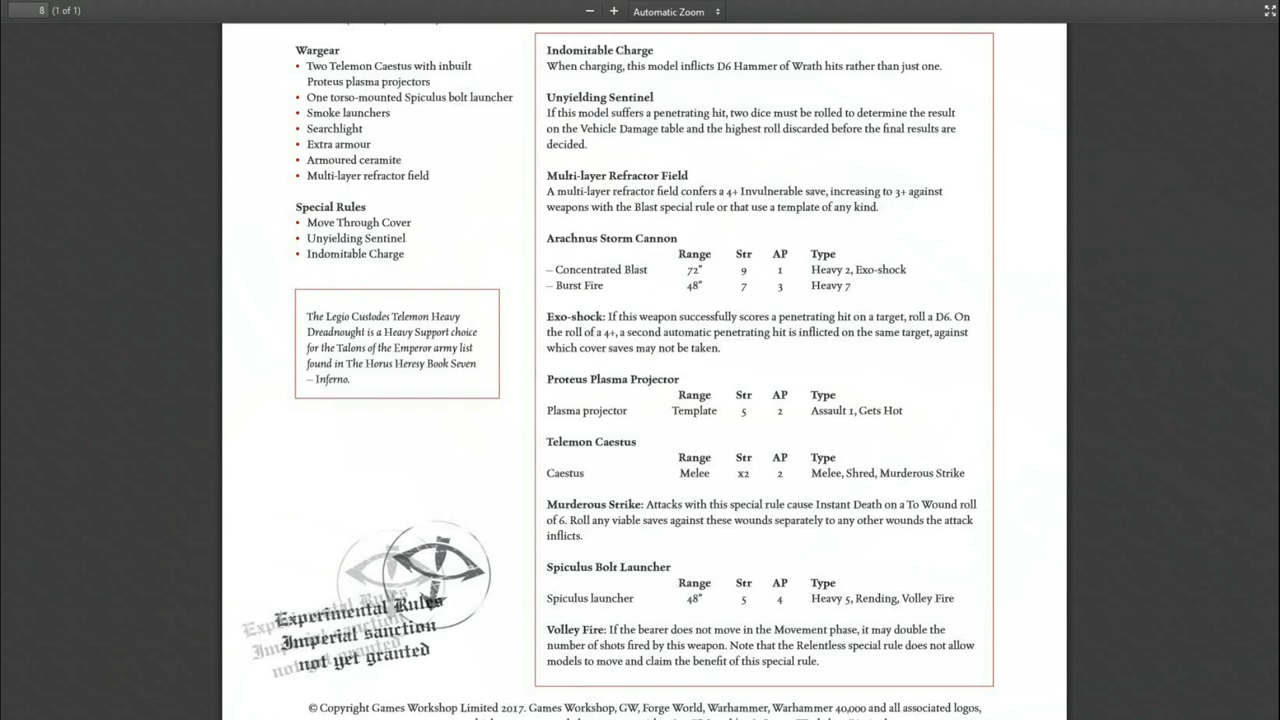 8 (1 of 1)
Automatic Zoom
Wargear
• Two Telemon Caestus with inbuilt
Proteus plasma projectors
• One torso-mounted Spiculus bolt launcher
• Smoke launchers
• Searchlight
• Extra armour
• Armoured ceramite
• Multi-layer refractor field
Special Rules
• Move Through Cover
• Unyielding Sentinel
• Indomitable Charge
The Legio Custodes Telemon Heavy
Dreadnought is a Heavy Support choice
for the Talons of the Emperor army list
found in The Horus Heresy Book Seven
– Inferno.
Experimental Rules
Imperial sanction
not yet granted
Indomitable Charge
When charging, this model inflicts D6 Hammer of Wrath hits rather than just one.
Unyielding Sentinel
If this model suffers a penetrating hit, two dice must be rolled to determine the result
on the Vehicle Damage table and the highest roll discarded before the final results are
decided.
Multi-layer Refractor Field
A multi-layer refractor field confers a 4+ Invulnerable save, increasing to 3+ against
weapons with the Blast special rule or that use a template of any kind.
Arachnus Storm Cannon
Range Str AP Type
– Concentrated Blast 72" 9 1 Heavy 2, Exo-shock
– Burst Fire 48" 7 3 Heavy 7
Exo-shock: If this weapon successfully scores a penetrating hit on a target, roll a D6. On
the roll of a 4+, a second automatic penetrating hit is inflicted on the same target, against
which cover saves may not be taken.
Proteus Plasma Projector
Range Str AP Type
Plasma projector Template 5 2 Assault 1, Gets Hot
Telemon Caestus
Range Str AP Type
Caestus Melee x2 2 Melee, Shred, Murderous Strike
Murderous Strike: Attacks with this special rule cause Instant Death on a To Wound roll
of 6. Roll any viable saves against these wounds separately to any other wounds the attack
inflicts.
Spiculus Bolt Launcher
Range Str AP Type
Spiculus launcher 48" 5 4 Heavy 5, Rending, Volley Fire
Volley Fire: If the bearer does not move in the Movement phase, it may double the
number of shots fired by this weapon. Note that the Relentless special rule does not allow
models to move and claim the benefit of this special rule.
© Copyright Games Workshop Limited 2017. Games Workshop, GW, Forge World, Warhammer, Warhammer 40,000 and all associated logos,